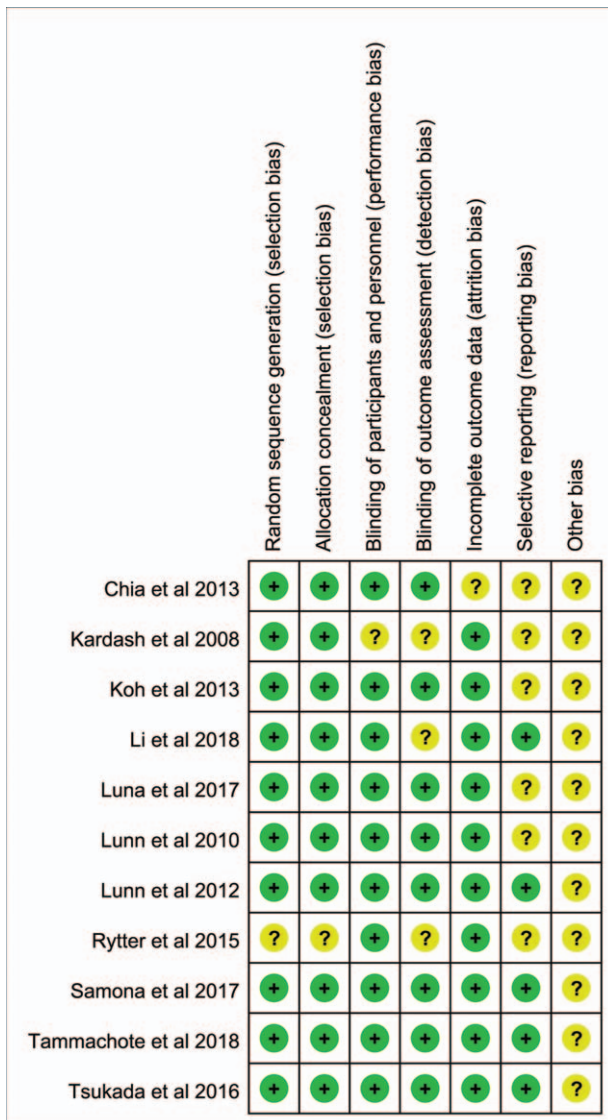 Random sequence generation (selection bias)
Allocation concealment (selection bias)
Blinding of participants and personnel (performance bias)
Blinding of outcome assessment (detection bias)
Incomplete outcome data (attrition bias)
Selective reporting (reporting bias)
Other bias
Chia et al 2013 + + + + ? ? ?
Kardash et al 2008 + + ? ? + ? ?
Koh et al 2013 + + + + + ? ?
Li et al 2018 + + + ? + + ?
Luna et al 2017 + + + + + ? ?
Lunn et al 2010 + + + + + ? ?
Lunn et al 2012 + + + + + + ?
Rytter et al 2015 ? ? + ? + ? ?
Samona et al 2017 + + + + + + ?
Tammachote et al 2018 + + + + + + ?
Tsukada et al 2016 + + + + + + ?